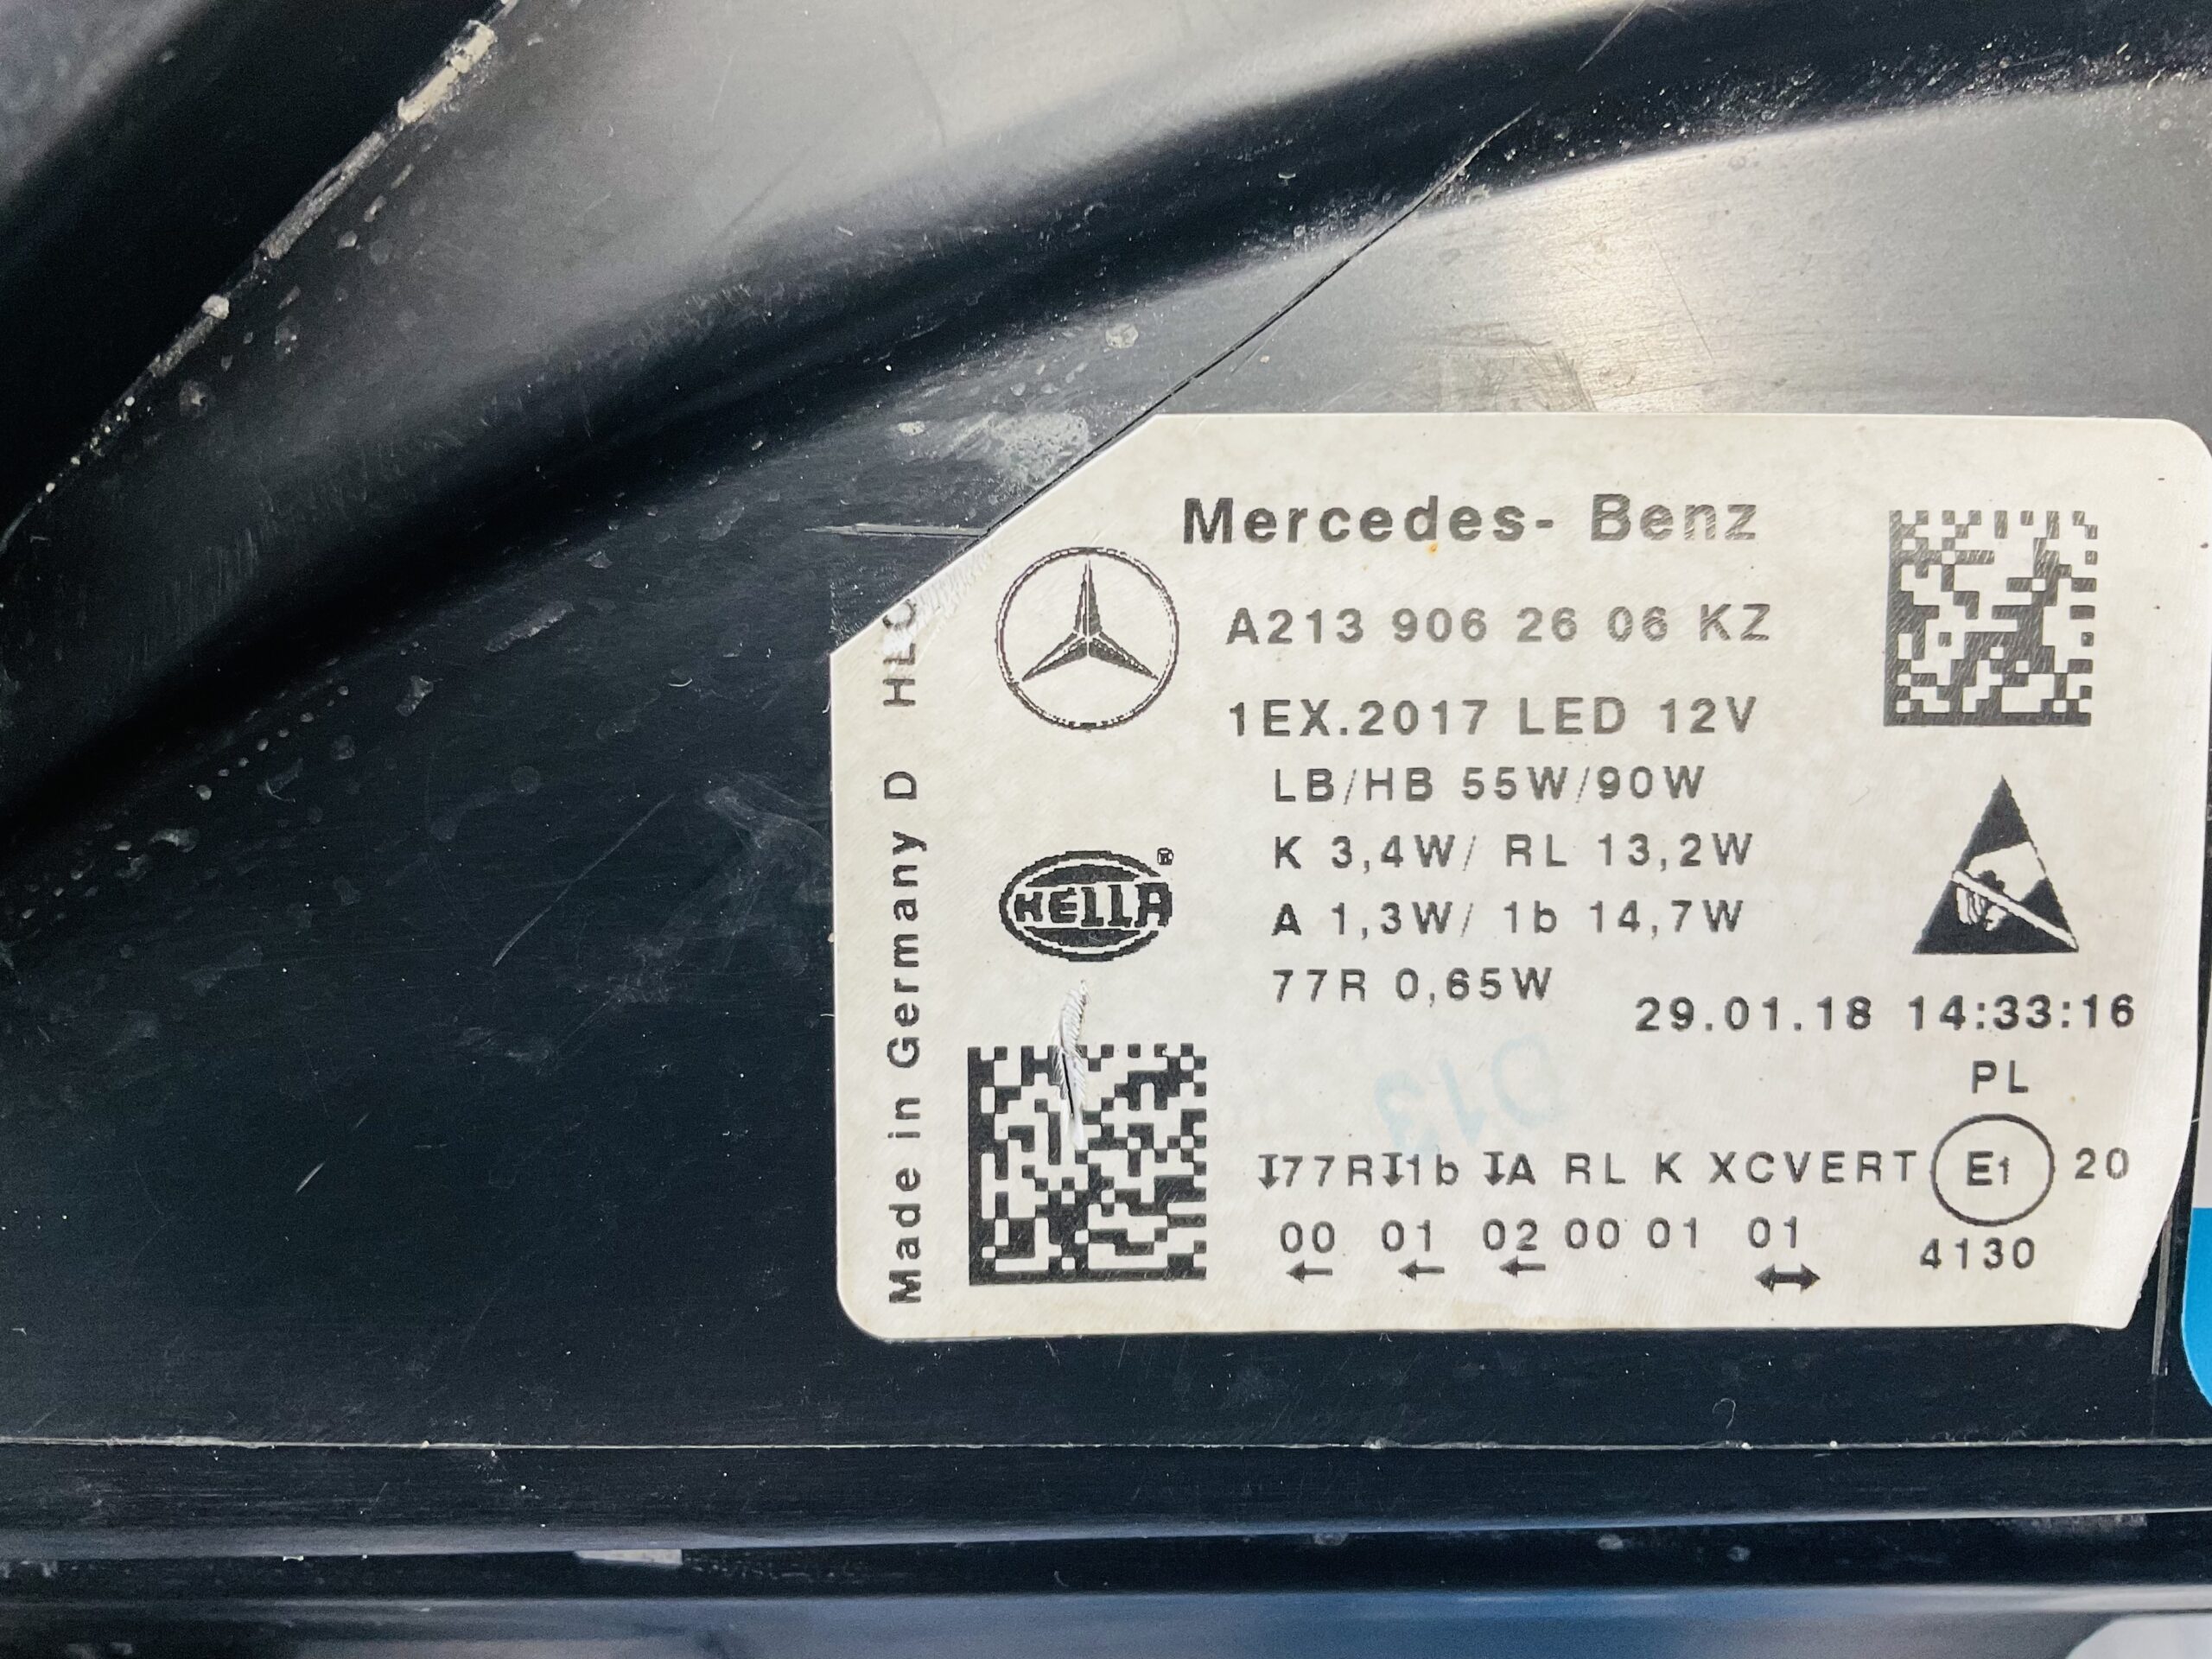 Mercedes- Benz
A213 906 26 06 KZ
1EX.2017 LED 12V
LB/HB 55W/90W
K 3,4W/ RL 13,2W
A 1,3W/ 1b 14,7W
77R 0,65W
29.01.18 14:33:16
PL
HELLA®
Made in Germany D
↧77R↧1b ↧A RL K XCVERT E1 20
00 01 02 00 01 01 4130
← ← ← ↔
D13